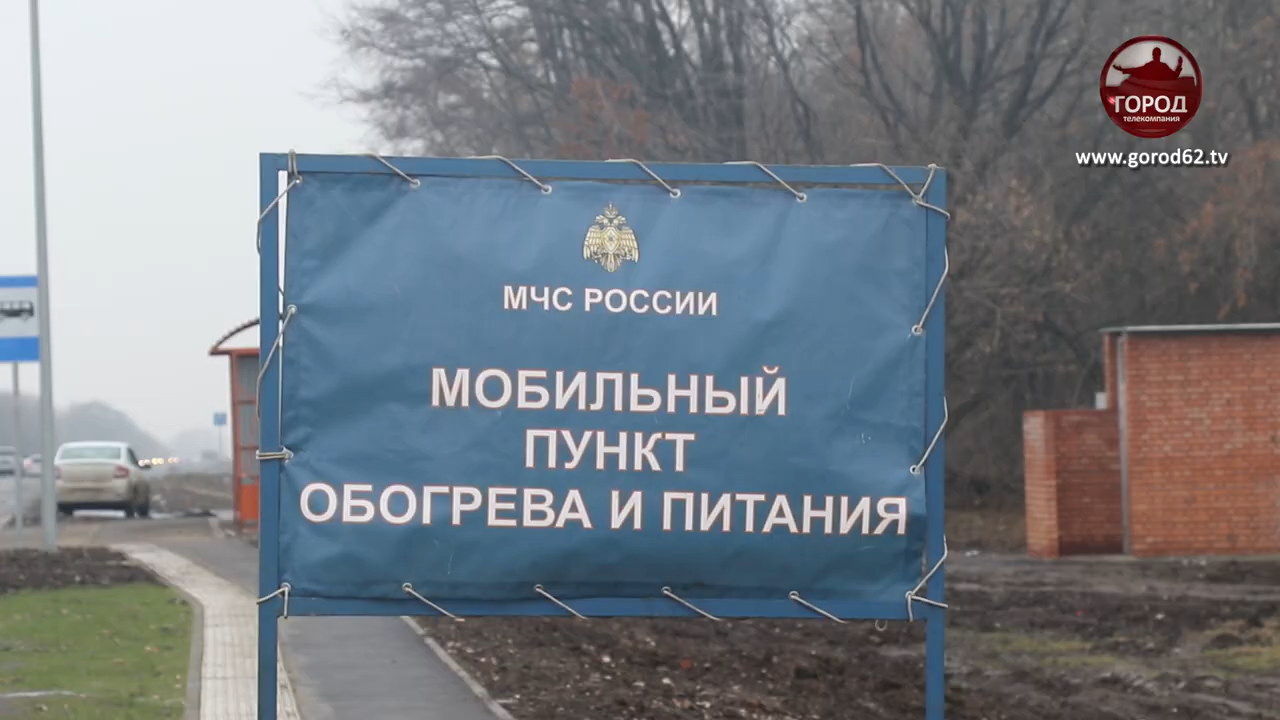 ГОРОД
телекомпания
www.gorod62.tv
МЧС РОССИИ
МОБИЛЬНЫЙ
ПУНКТ
ОБОГРЕВА И ПИТАНИЯ